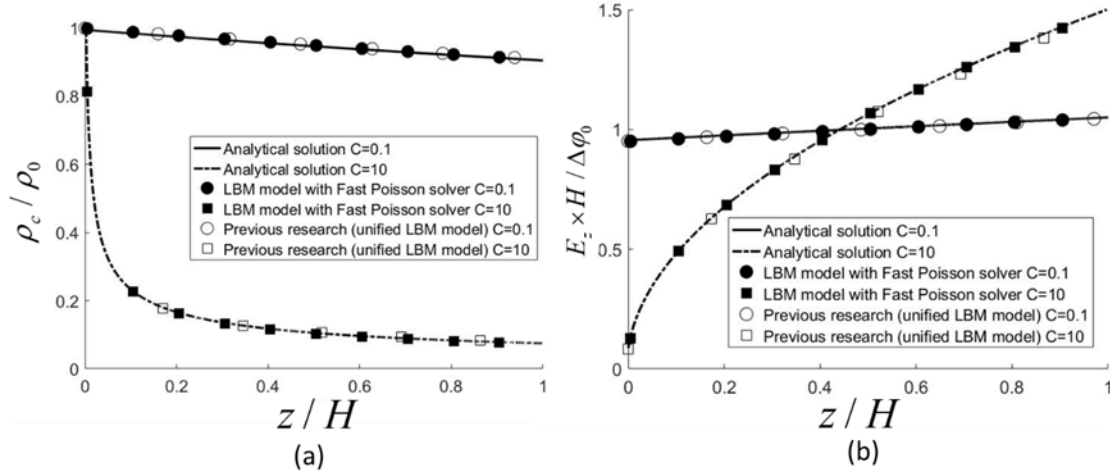 1
0.8
0.6
0.4
0.2
0
ρc / ρ0
Analytical solution C=0.1
Analytical solution C=10
LBM model with Fast Poisson solver C=0.1
LBM model with Fast Poisson solver C=10
Previous research (unified LBM model) C=0.1
Previous research (unified LBM model) C=10
0 0.2 0.4 0.6 0.8 1
z / H
(a)
1.5
1
0.5
0
Ez × H / Δφ0
Analytical solution C=0.1
Analytical solution C=10
LBM model with Fast Poisson solver C=0.1
LBM model with Fast Poisson solver C=10
Previous research (unified LBM model) C=0.1
Previous research (unified LBM model) C=10
0 0.2 0.4 0.6 0.8 1
z / H
(b)